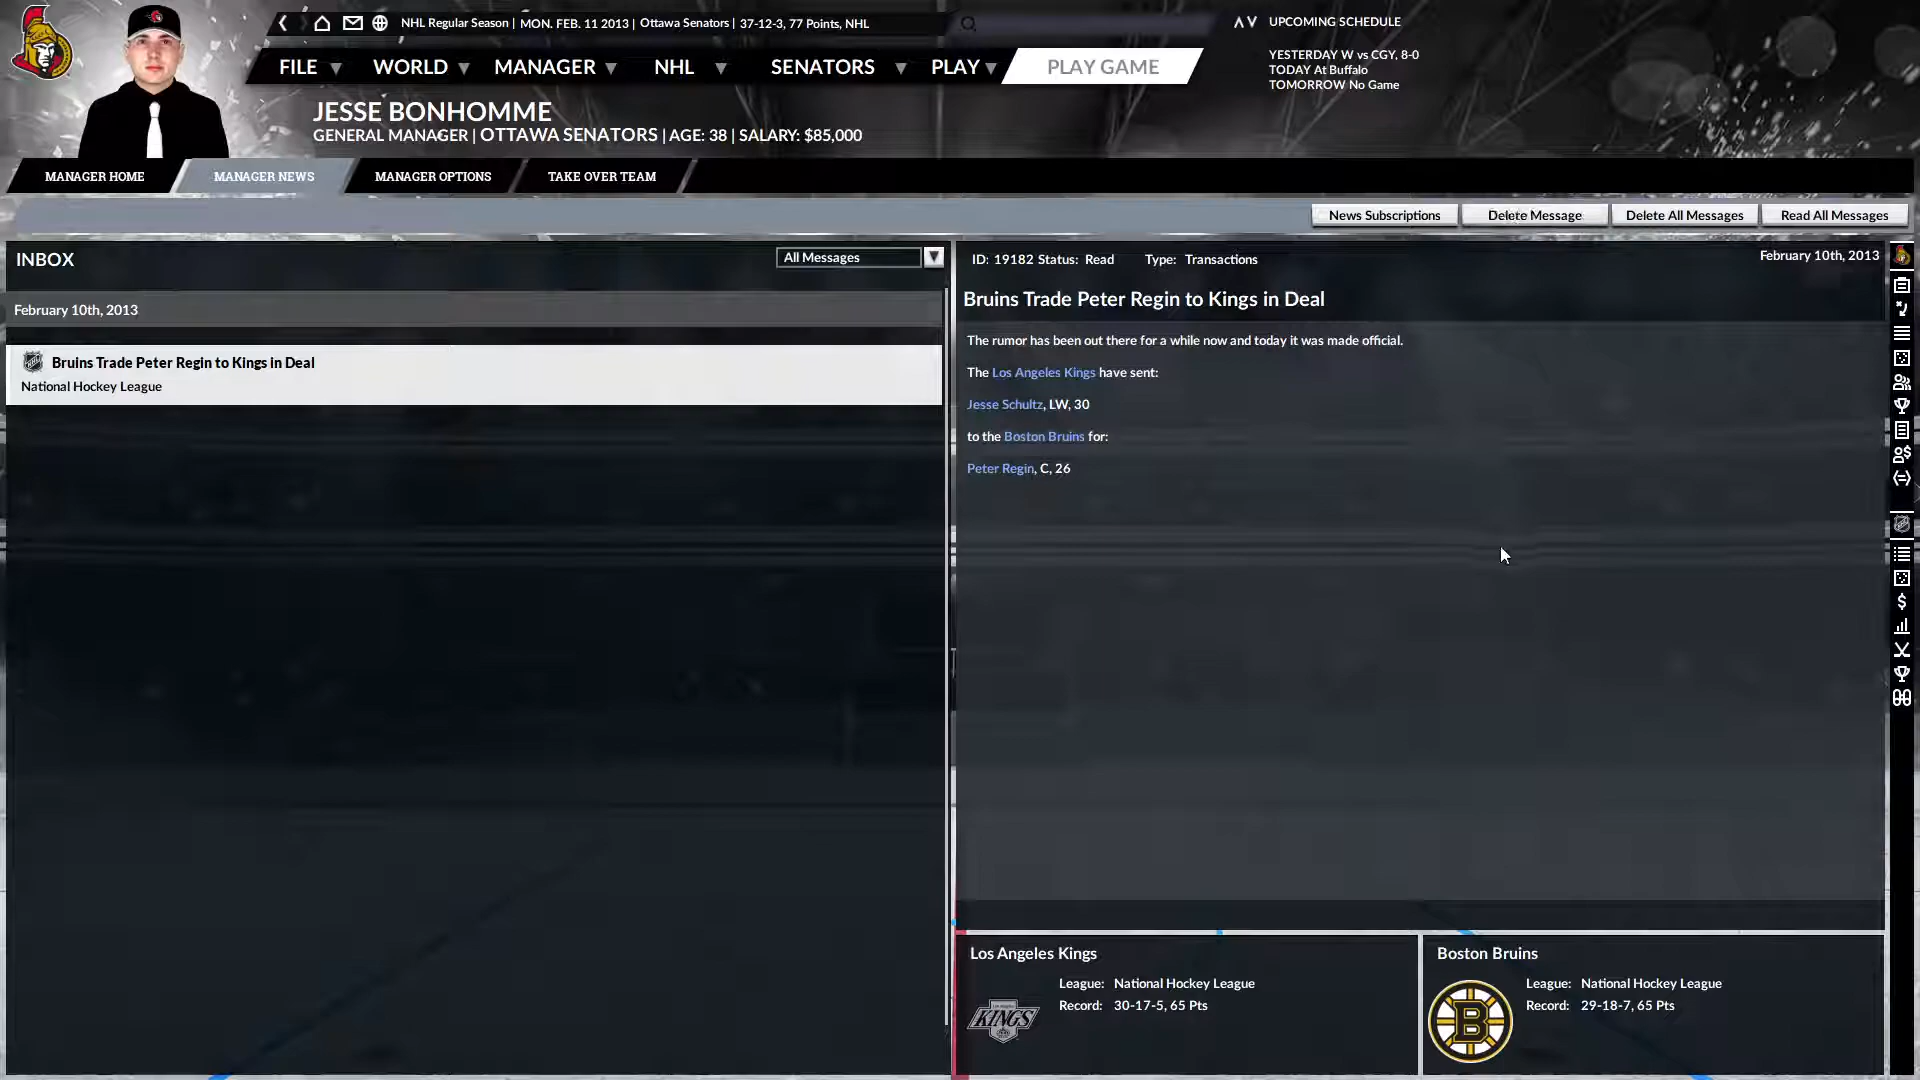 NHL Regular Season | MON. FEB. 11 2013 | Ottawa Senators | 37-12-3, 77 Points, NHL
UPCOMING SCHEDULE
YESTERDAY W vs CGY, 8-0
TODAY At Buffalo
TOMORROW No Game
FILE WORLD MANAGER NHL SENATORS PLAY PLAY GAME
JESSE BONHOMME
GENERAL MANAGER | OTTAWA SENATORS | AGE: 38 | SALARY: $85,000
MANAGER HOME MANAGER NEWS MANAGER OPTIONS TAKE OVER TEAM
News Subscriptions Delete Message Delete All Messages Read All Messages
INBOX
All Messages
February 10th, 2013
Bruins Trade Peter Regin to Kings in Deal
National Hockey League
ID: 19182 Status: Read Type: Transactions
February 10th, 2013
Bruins Trade Peter Regin to Kings in Deal
The rumor has been out there for a while now and today it was made official.
The Los Angeles Kings have sent:
Jesse Schultz, LW, 30
to the Boston Bruins for:
Peter Regin, C, 26
Los Angeles Kings
League: National Hockey League
Record: 30-17-5, 65 Pts
KINGS
Boston Bruins
League: National Hockey League
Record: 29-18-7, 65 Pts
B